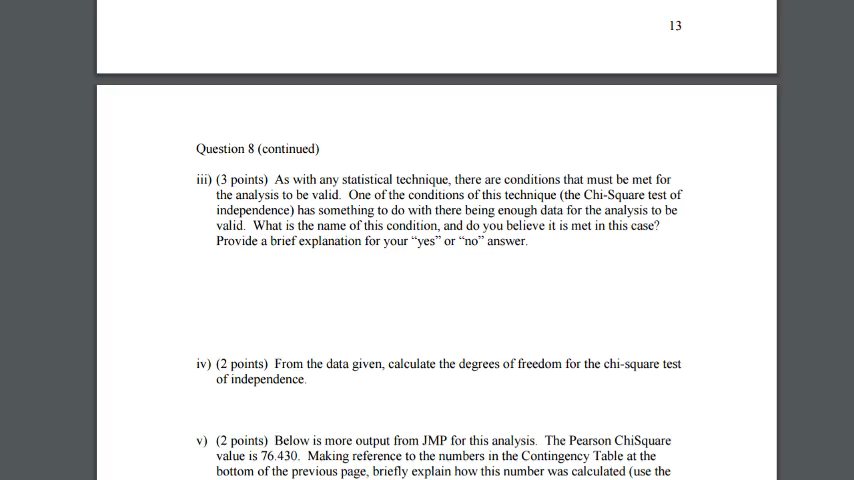 13
Question 8 (continued)
iii) (3 points)  As with any statistical technique, there are conditions that must be met for
the analysis to be valid.  One of the conditions of this technique (the Chi-Square test of
independence) has something to do with there being enough data for the analysis to be
valid.  What is the name of this condition, and do you believe it is met in this case?
Provide a brief explanation for your “yes” or “no” answer.
iv) (2 points)  From the data given, calculate the degrees of freedom for the chi-square test
of independence.
v) (2 points)  Below is more output from JMP for this analysis.  The Pearson ChiSquare
value is 76.430.  Making reference to the numbers in the Contingency Table at the
bottom of the previous page, briefly explain how this number was calculated (use the